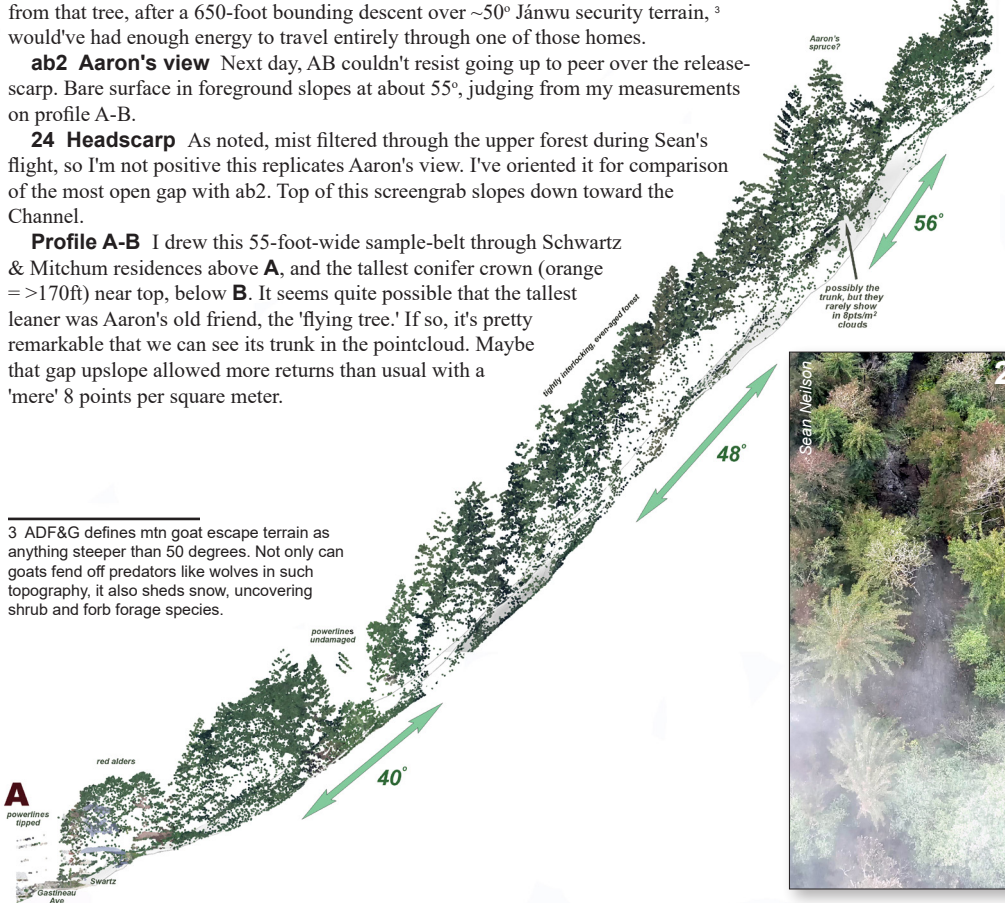 from that tree, after a 650-foot bounding descent over ~50º Jánwu security terrain, ³
would've had enough energy to travel entirely through one of those homes.
ab2 Aaron's view Next day, AB couldn't resist going up to peer over the release-
scarp. Bare surface in foreground slopes at about 55º, judging from my measurements
on profile A-B.
24 Headscarp As noted, mist filtered through the upper forest during Sean's
flight, so I'm not positive this replicates Aaron's view. I've oriented it for comparison
of the most open gap with ab2. Top of this screengrab slopes down toward the
Channel.
Profile A-B I drew this 55-foot-wide sample-belt through Schwartz
& Mitchum residences above A, and the tallest conifer crown (orange
= >170ft) near top, below B. It seems quite possible that the tallest
leaner was Aaron's old friend, the 'flying tree.' If so, it's pretty
remarkable that we can see its trunk in the pointcloud. Maybe
that gap upslope allowed more returns than usual with a
'mere' 8 points per square meter.
3 ADF&G defines mtn goat escape terrain as
anything steeper than 50 degrees. Not only can
goats fend off predators like wolves in such
topography, it also sheds snow, uncovering
shrub and forb forage species.
Aaron's
spruce?
56°
possibly the
trunk, but they
rarely show
in 8pts/m²
clouds
tightly interlocking, even-aged forest
48°
Sean Neilson
2
powerlines
undamaged
40°
red alders
A
powerlines
tipped
Swartz
Gastineau
Ave